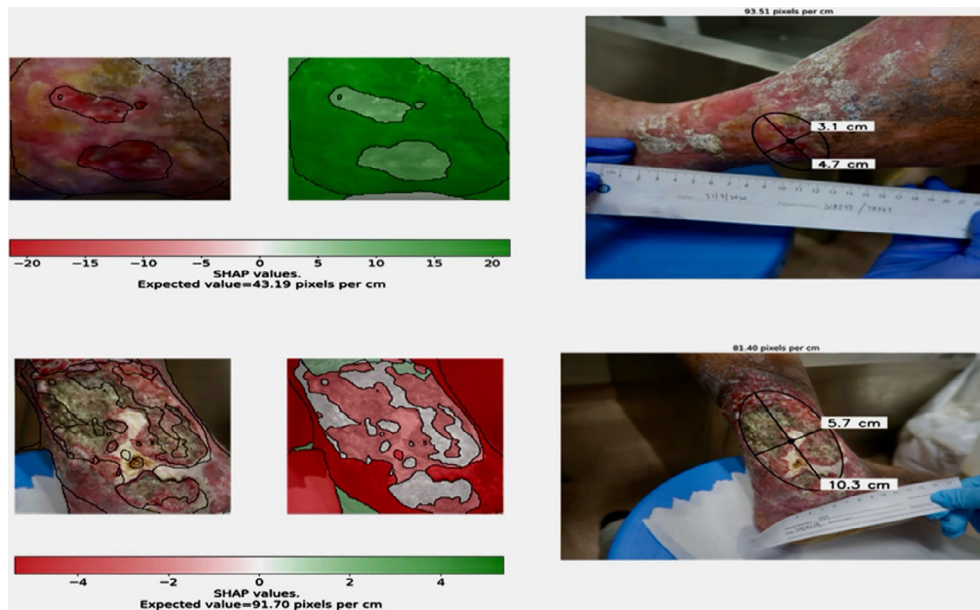 93.51 pixels per cm
3.1 cm
4.7 cm
−20 −15 −10 −5 0 5 10 15 20
SHAP values.
Expected value=43.19 pixels per cm
81.40 pixels per cm
5.7 cm
10.3 cm
−4 −2 0 2 4
SHAP values.
Expected value=91.70 pixels per cm